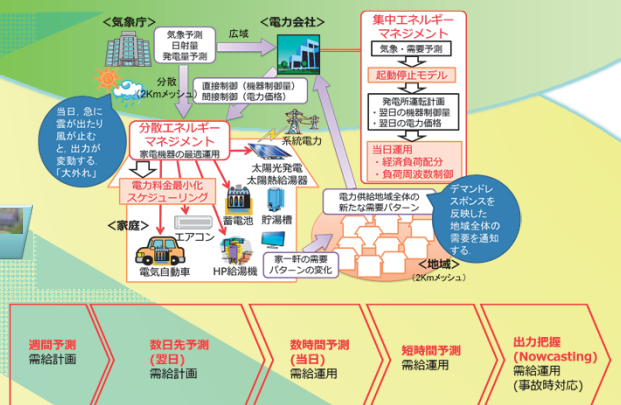 <気象庁>
気象予測
日射量
発電量予測
広域
<電力会社>
集中エネルギー
マネジメント
気象・需要予測
起動停止モデル
発電所運転計画
・翌日の機器制御量
・翌日の電力価格
当日運用
・経済負荷配分
・負荷周波数制御
分散
(2Kmメッシュ)
直接制御（機器制御量）
間接制御（電力価格）
当日，急に
雲が出たり
風が止む
と，出力が
変動する．
「大外れ」
分散エネルギー
マネジメント
家電機器の最適運用
系統電力
太陽光発電
太陽熱給湯器
電力料金最小化
スケジューリング
蓄電池
貯湯槽
<家庭>
エアコン
電気自動車
HP給湯機
家一軒の需要
パターンの変化
電力供給地域全体の
新たな需要パターン
デマンドレ
スポンスを
反映した
地域全体の
需要を通知
する．
<地域>
(2Kmメッシュ)
週間予測
需給計画
数日先予測
(翌日)
需給計画
数時間予測
(当日)
需給運用
短時間予測
需給運用
出力把握
(Nowcasting)
需給運用
(事故時対応)